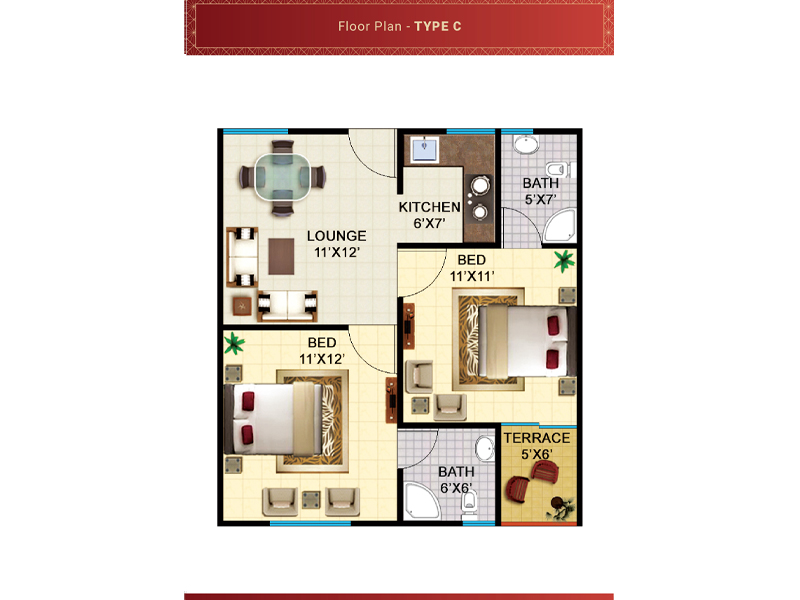 Floor Plan - TYPE C
BATH
5'X7'
KITCHEN
6'X7'
LOUNGE
11'X12'
BED
11'X11'
BED
11'X12'
TERRACE
5'X6'
BATH
6'X6'